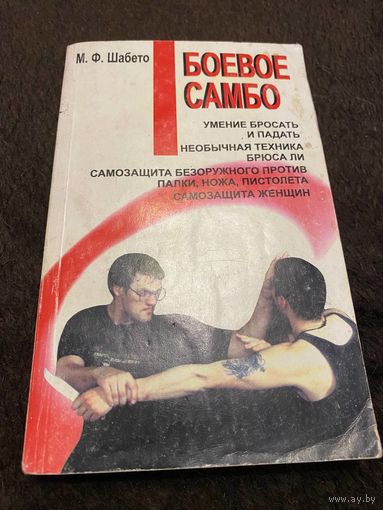 М. Ф. Шабето
БОЕВОЕ
САМБО
УМЕНИЕ БРОСАТЬ
И ПАДАТЬ
НЕОБЫЧНАЯ ТЕХНИКА
БРЮСА ЛИ
САМОЗАЩИТА БЕЗОРУЖНОГО ПРОТИВ
ПАЛКИ, НОЖА, ПИСТОЛЕТА
САМОЗАЩИТА ЖЕНЩИН
www.ay.by